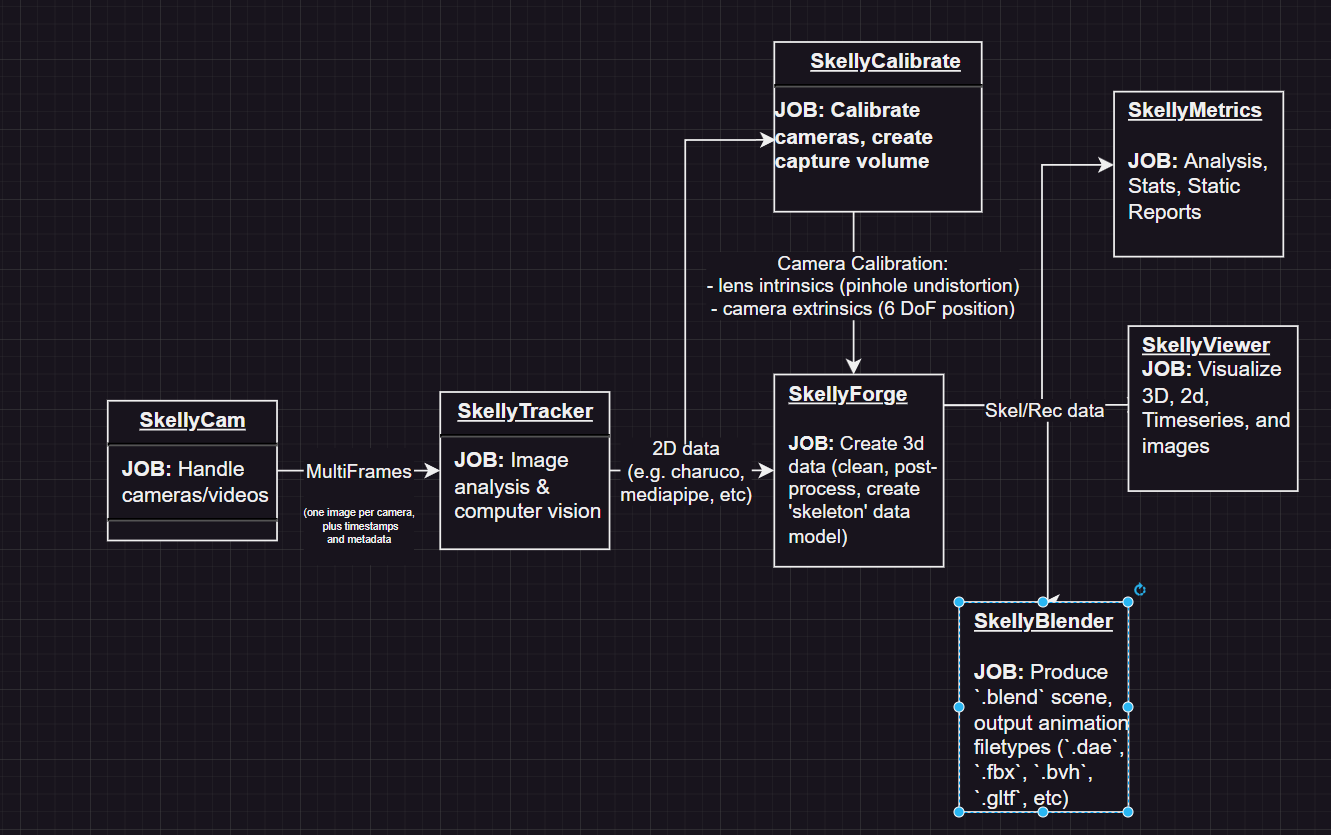 SkellyCam
JOB: Handle
cameras/videos
MultiFrames
(one image per camera,
plus timestamps
and metadata
SkellyTracker
JOB: Image
analysis &
computer vision
2D data
(e.g. charuco,
mediapipe, etc)
SkellyCalibrate
JOB: Calibrate
cameras, create
capture volume
Camera Calibration:
- lens intrinsics (pinhole undistortion)
- camera extrinsics (6 DoF position)
SkellyForge
JOB: Create 3d
data (clean, post-
process, create
'skeleton' data
model)
Skel/Rec data
SkellyMetrics
JOB: Analysis,
Stats, Static
Reports
SkellyViewer
JOB: Visualize
3D, 2d,
Timeseries, and
images
SkellyBlender
JOB: Produce
`.blend` scene,
output animation
filetypes (`.dae`,
`.fbx`, `.bvh`,
`.gltf`, etc)